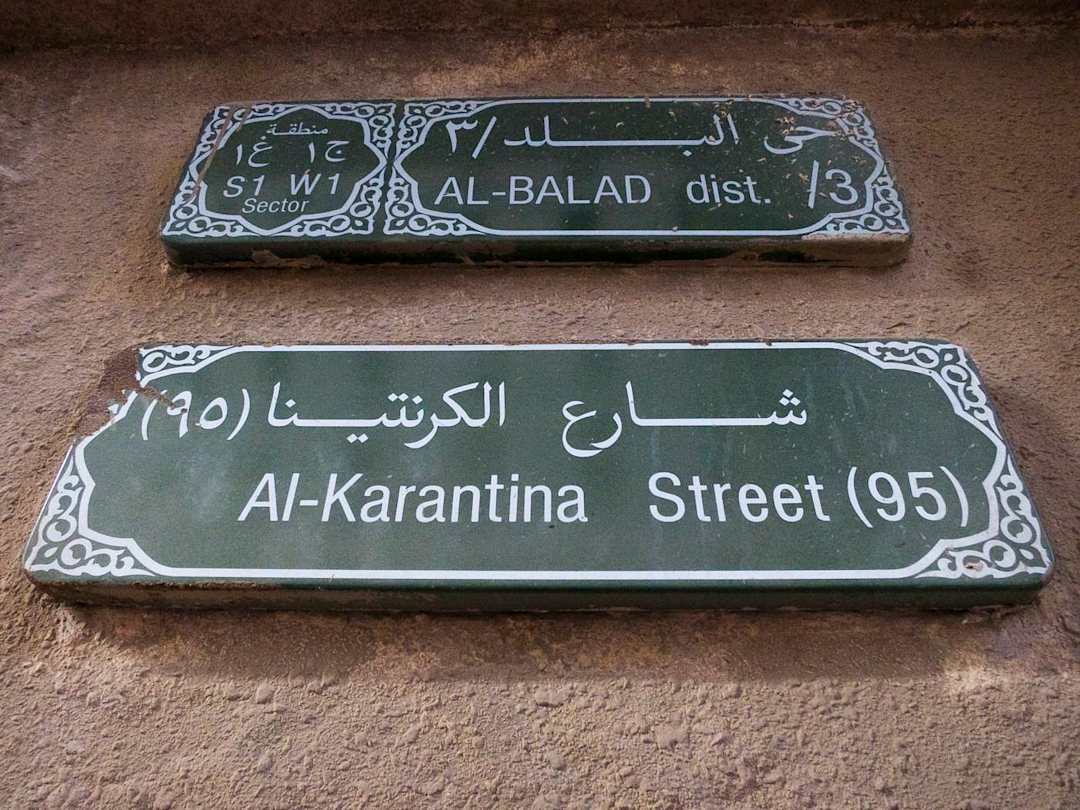 منطقة
ج١ غ١
S1 W1
Sector
حى البلد/٣
AL-BALAD dist. /3
شارع الكرنتينا (٩٥)
Al-Karantina Street (95)